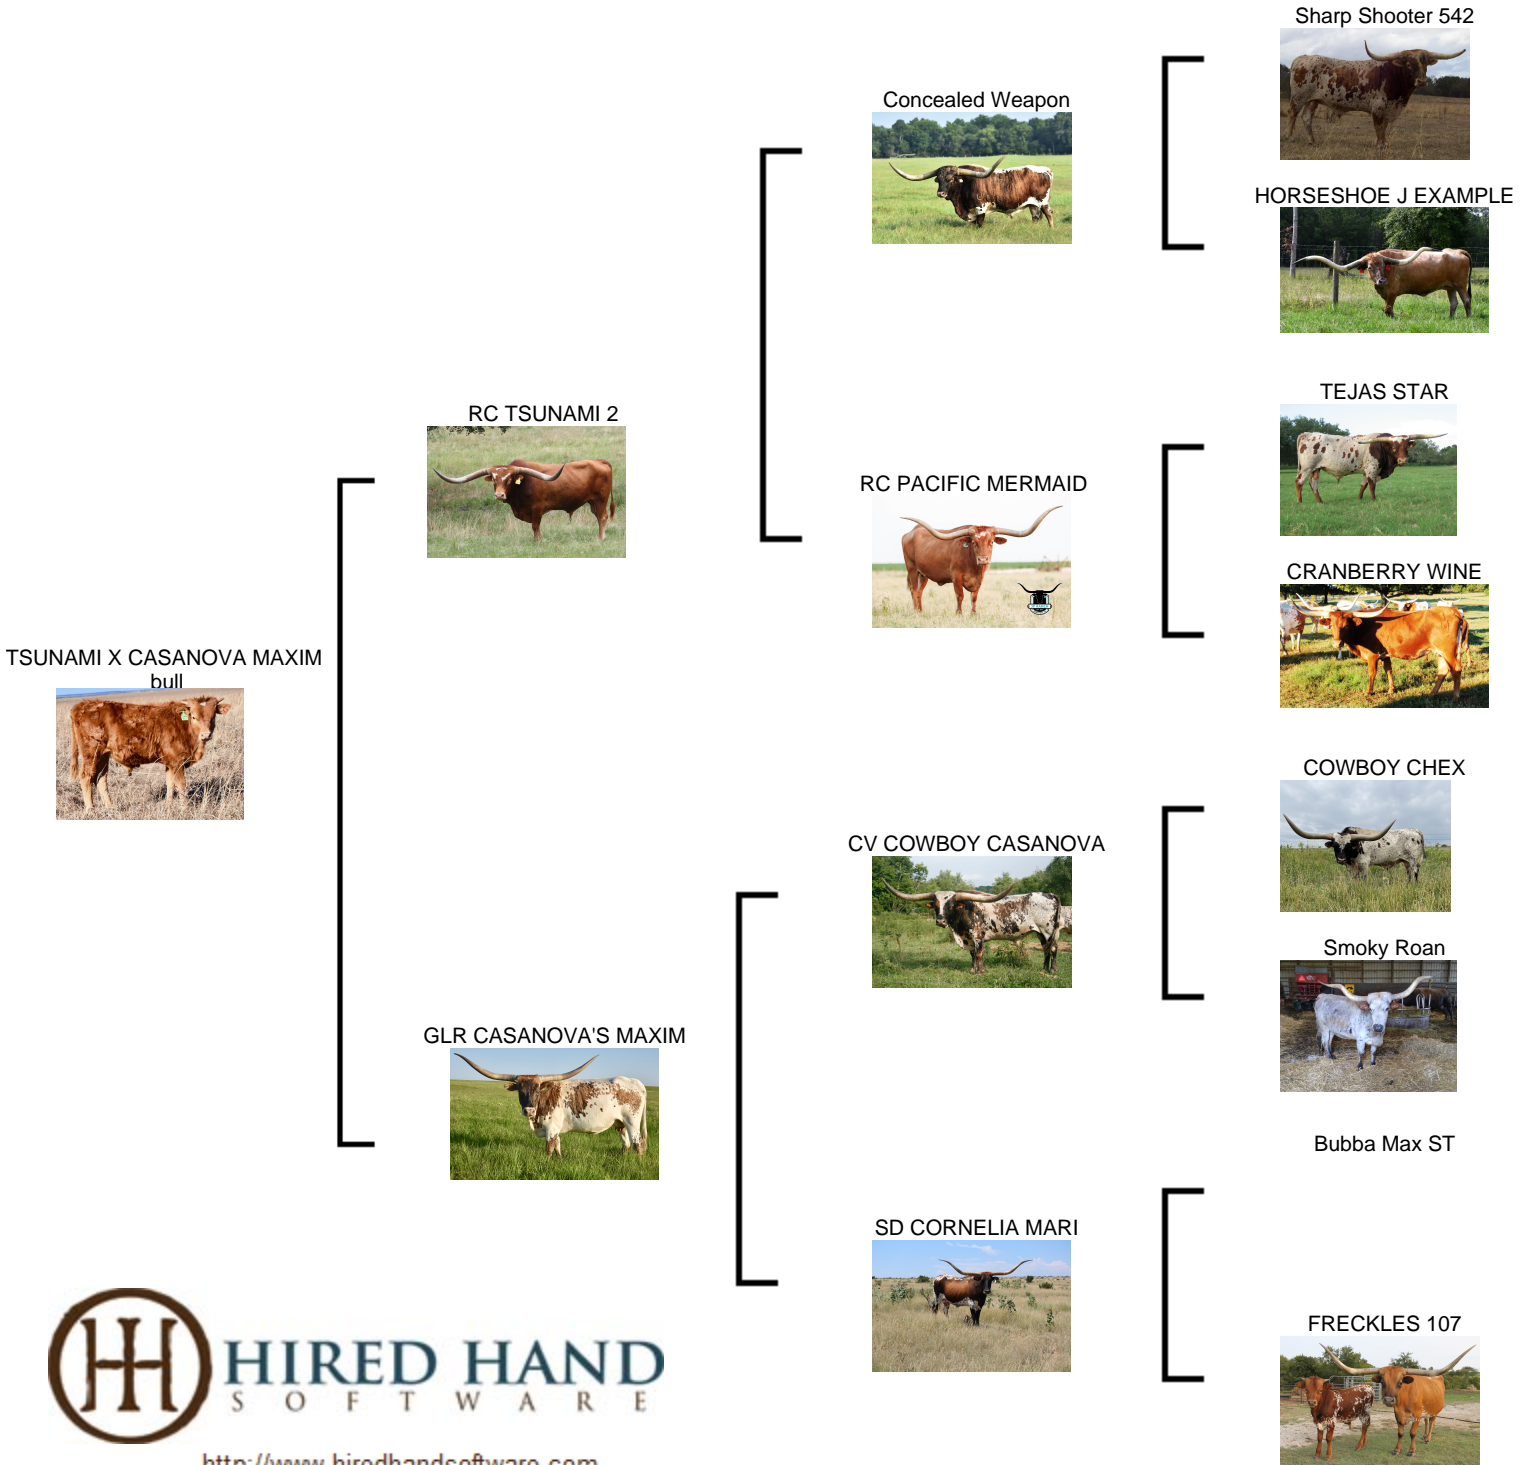 Sharp Shooter 542
Concealed Weapon
HORSESHOE J EXAMPLE
TEJAS STAR
RC TSUNAMI 2
RC PACIFIC MERMAID
CRANBERRY WINE
TSUNAMI X CASANOVA MAXIM
bull
COWBOY CHEX
CV COWBOY CASANOVA
Smoky Roan
GLR CASANOVA'S MAXIM
Bubba Max ST
SD CORNELIA MARI
FRECKLES 107
HIRED HAND
SOFTWARE
http://www.hiredhandsoftware.com